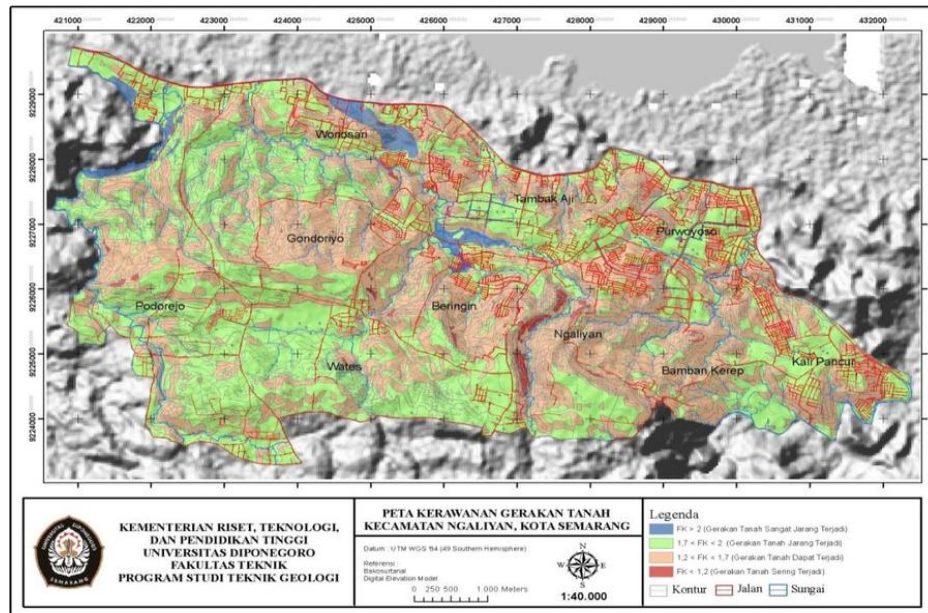 421000 422000 423000 424000 425000 426000 427000 428000 429000 430000 431000 432000
9229000
9228000
9227000
9226000
9225000
9224000
Wonosari
Tambak Aji
Gondoriyo
Purwoyoso
Podorejo
Beringin
Ngaliyan
Wates
Bamban Kerep
Kali Pancur
UNIVERSITAS DIPONEGORO
SEMARANG
KEMENTERIAN RISET, TEKNOLOGI,
DAN PENDIDIKAN TINGGI
UNIVERSITAS DIPONEGORO
FAKULTAS TEKNIK
PROGRAM STUDI TEKNIK GEOLOGI
PETA KERAWANAN GERAKAN TANAH
KECAMATAN NGALIYAN, KOTA SEMARANG
Datum : UTM WGS '84 (49 Southern Hemisphere)
Referensi
Bakosurtanal
Digital Elevation Model
0 250 500 1 000 Meters
N
W E
S
1:40.000
Legenda
FK > 2 (Gerakan Tanah Sangat Jarang Terjadi)
1,7 < FK < 2 (Gerakan Tanah Jarang Terjadi)
1,2 < FK < 1,7 (Gerakan Tanah Dapat Terjadi)
FK < 1,2 (Gerakan Tanah Sering Terjadi)
Kontur Jalan Sungai